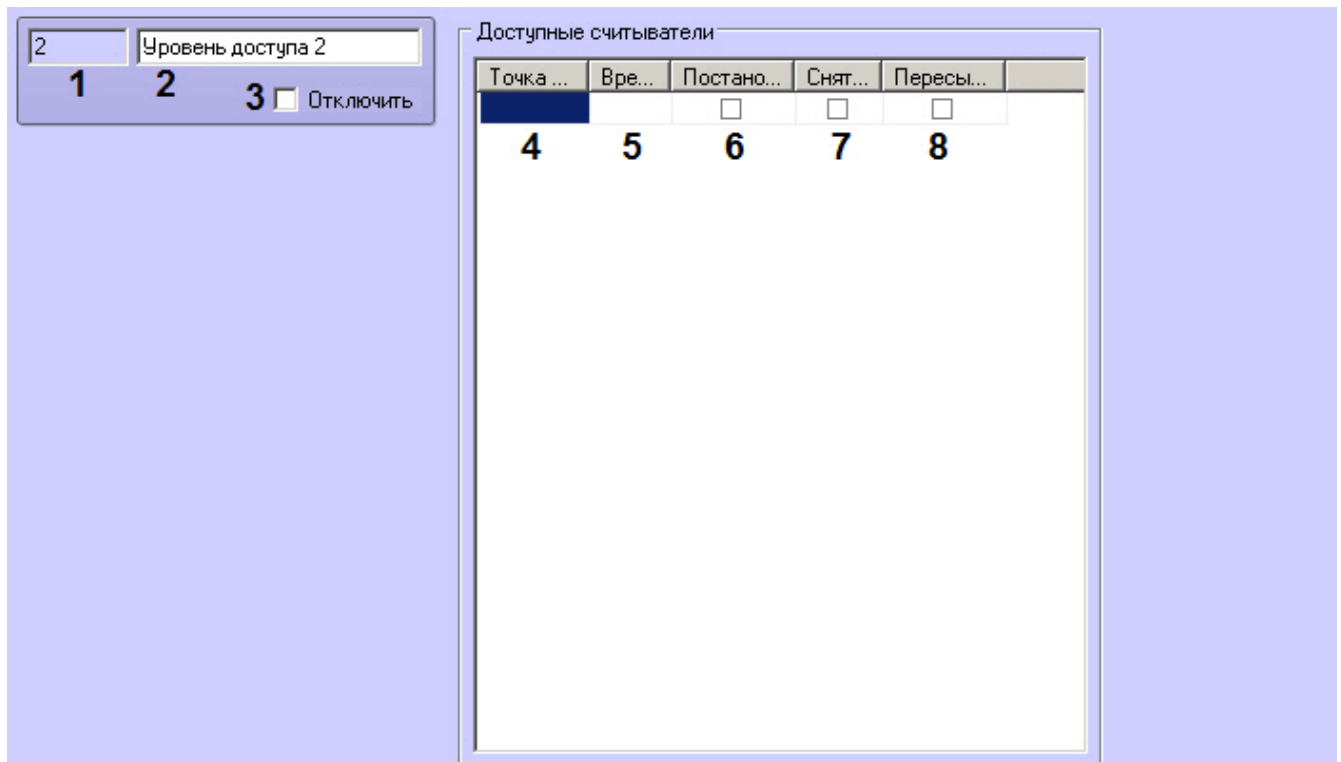 2 Уровень доступа 2
1 2
3 Отключить
Доступные считыватели
Точка ... Вре... Постано... Снят... Пересы...
4 5 6 7 8